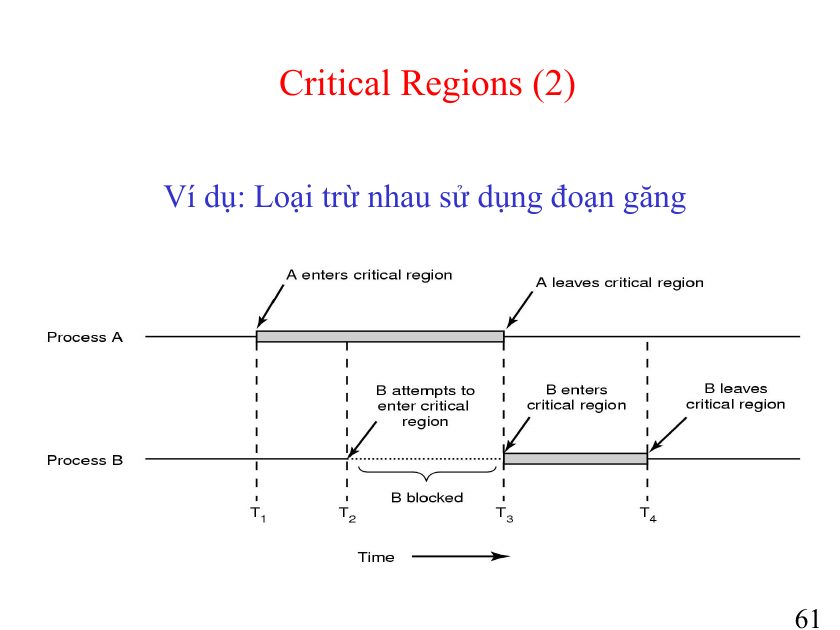 Critical Regions (2)
Ví dụ: Loại trừ nhau sử dụng đoạn găng
A enters critical region
A leaves critical region
Process A
B attempts to
enter critical
region
B enters
critical region
B leaves
critical region
Process B
B blocked
T1
T2
T3
T4
Time
61